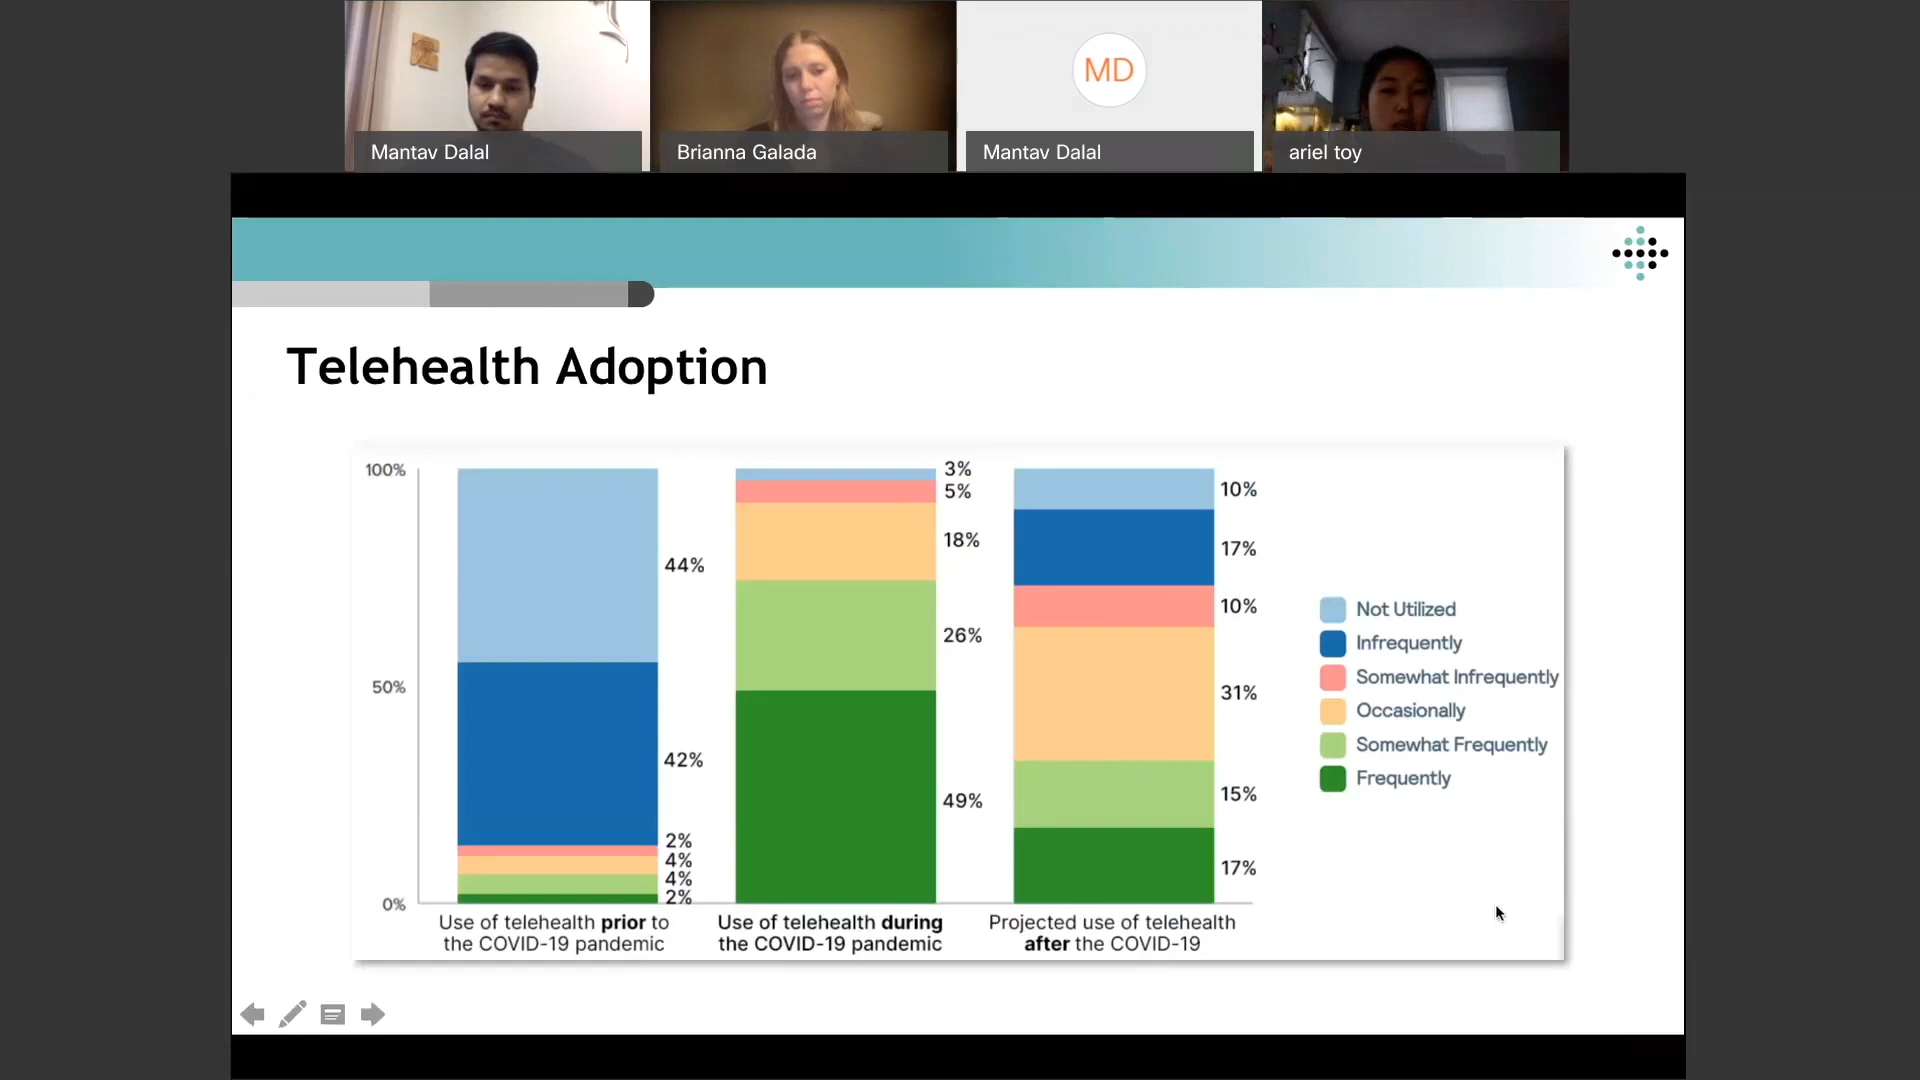 Mantav Dalal
Brianna Galada
MD
Mantav Dalal
ariel toy
Telehealth Adoption
100%
50%
0%
44%
42%
2%
4%
4%
2%
3%
5%
18%
26%
49%
10%
17%
10%
31%
15%
17%
Use of telehealth prior to
the COVID-19 pandemic
Use of telehealth during
the COVID-19 pandemic
Projected use of telehealth
after the COVID-19
Not Utilized
Infrequently
Somewhat Infrequently
Occasionally
Somewhat Frequently
Frequently